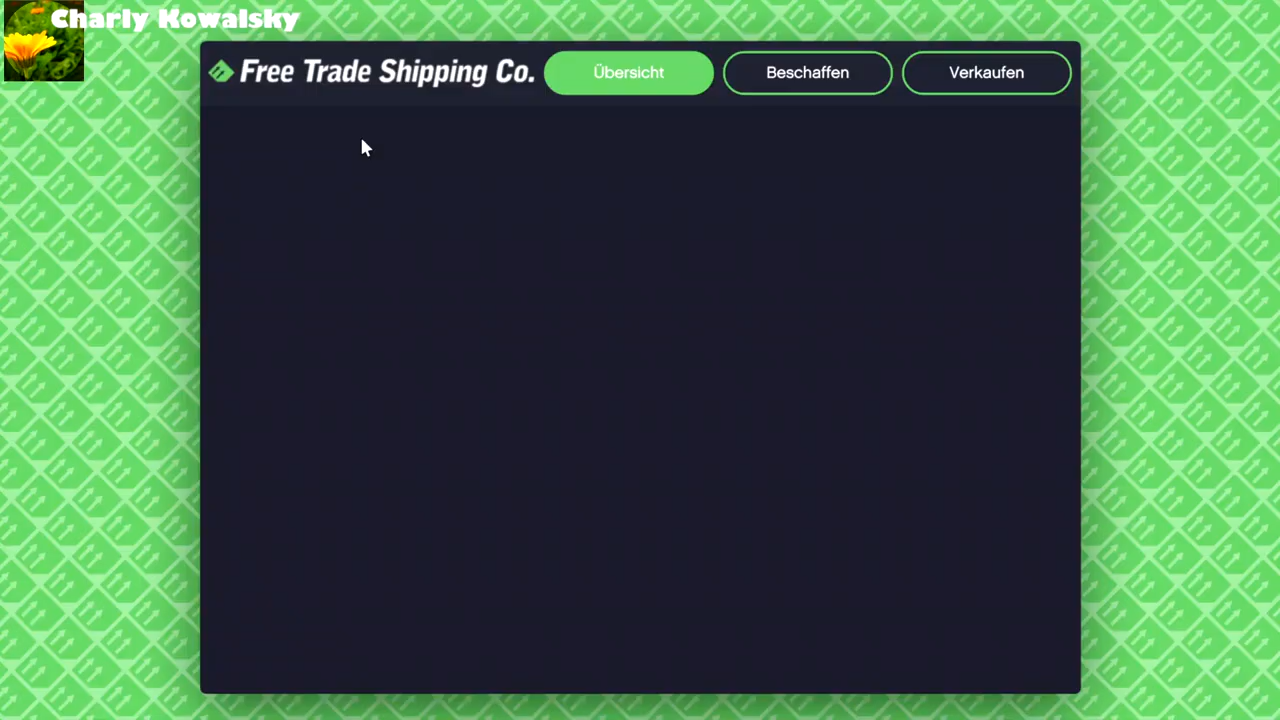 Charly Kowalsky
Free Trade Shipping Co.
Übersicht
Beschaffen
Verkaufen